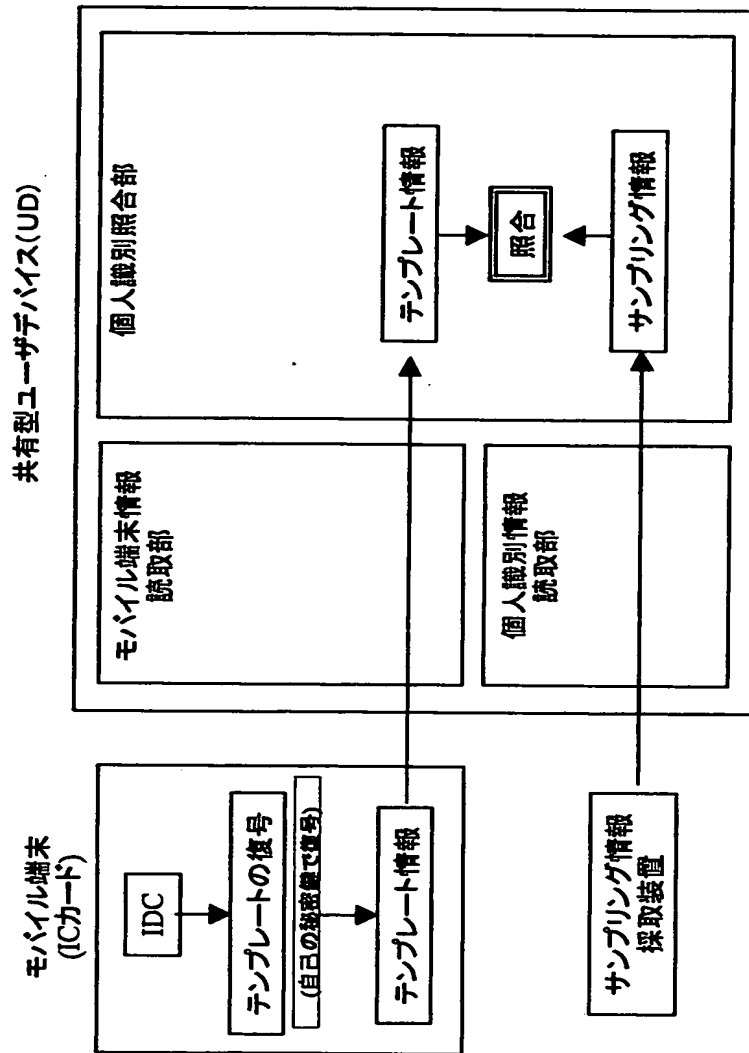 共有型ユーザデバイス(UD)
モバイル端末
(ICカード)
IDC
テンプレートの復号
(自己の秘密鍵で復号)
テンプレート情報
モバイル端末情報
読取部
個人識別照合部
テンプレート情報
照合
サンプリング情報
個人識別情報
読取部
サンプリング情報
採取装置